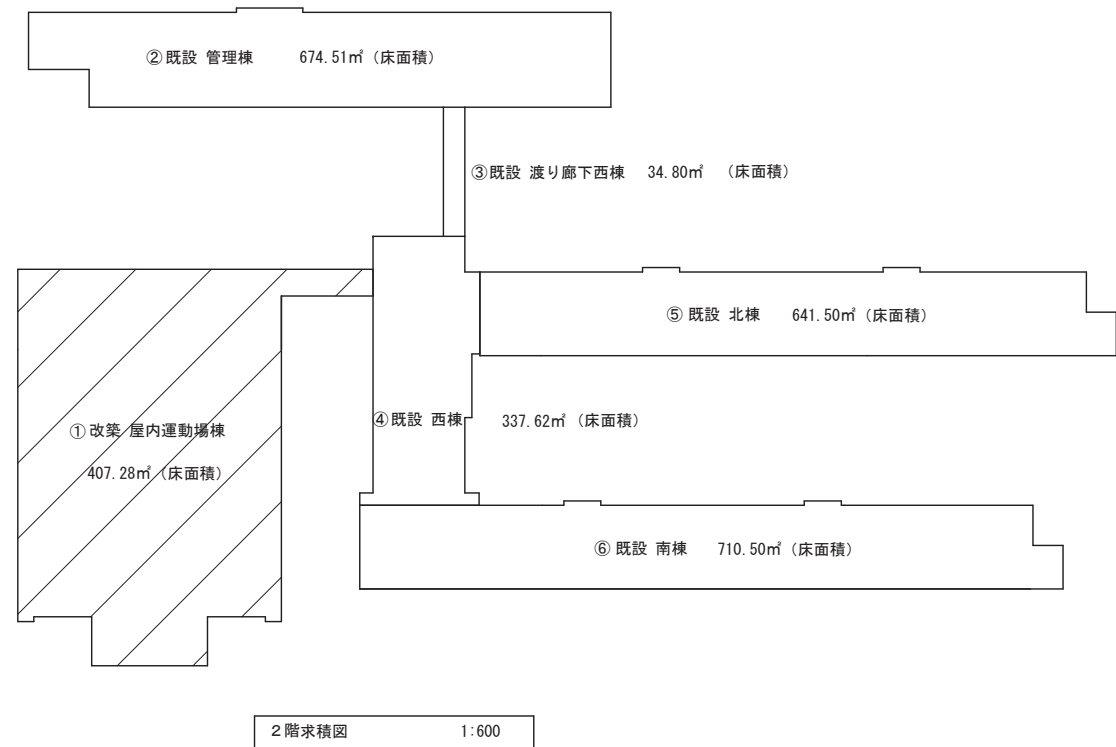 ②既設 管理棟 674.51㎡（床面積）
③既設 渡り廊下西棟 34.80㎡ （床面積）
⑤ 既設 北棟 641.50㎡（床面積）
④既設 西棟 337.62㎡（床面積）
①改築 屋内運動場棟
407.28㎡（床面積）
⑥ 既設 南棟 710.50㎡（床面積）
2階求積図 1:600